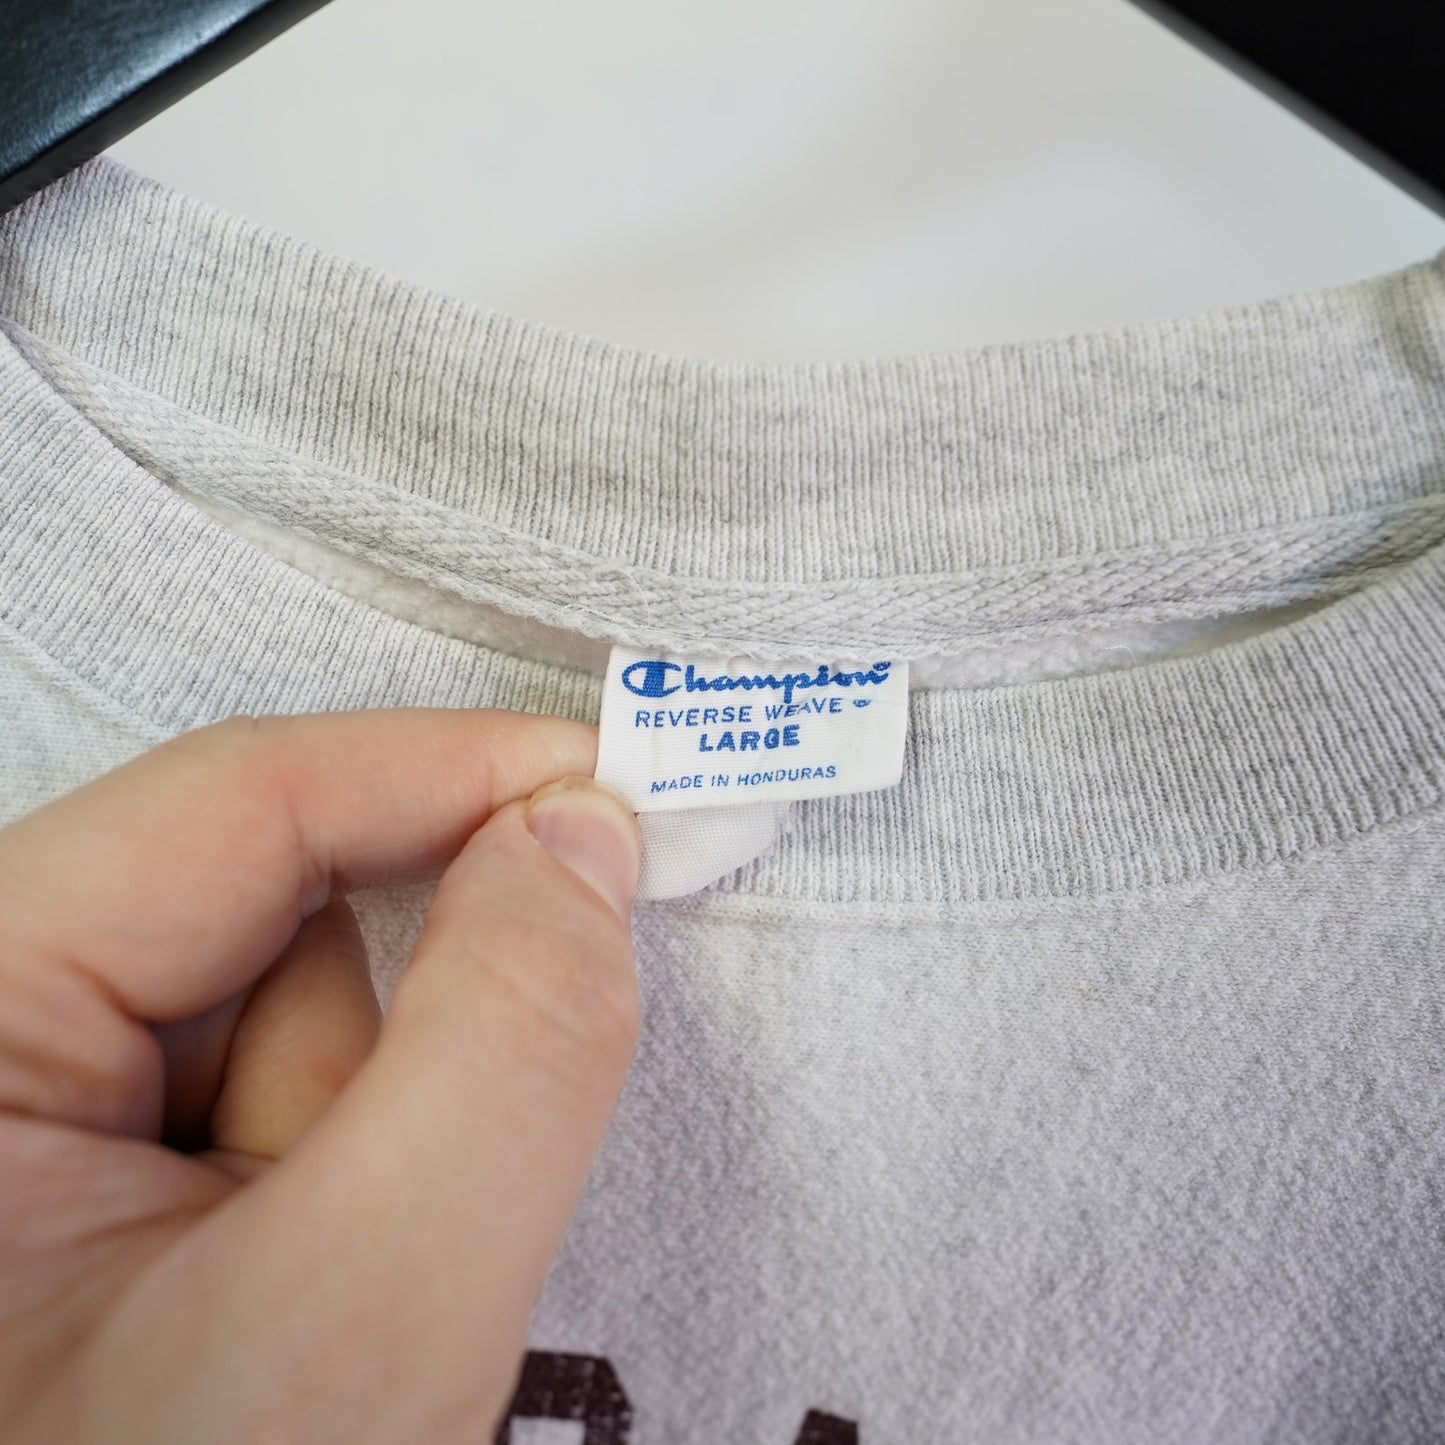 Champion®
REVERSE WEAVE®
LARGE
MADE IN HONDURAS